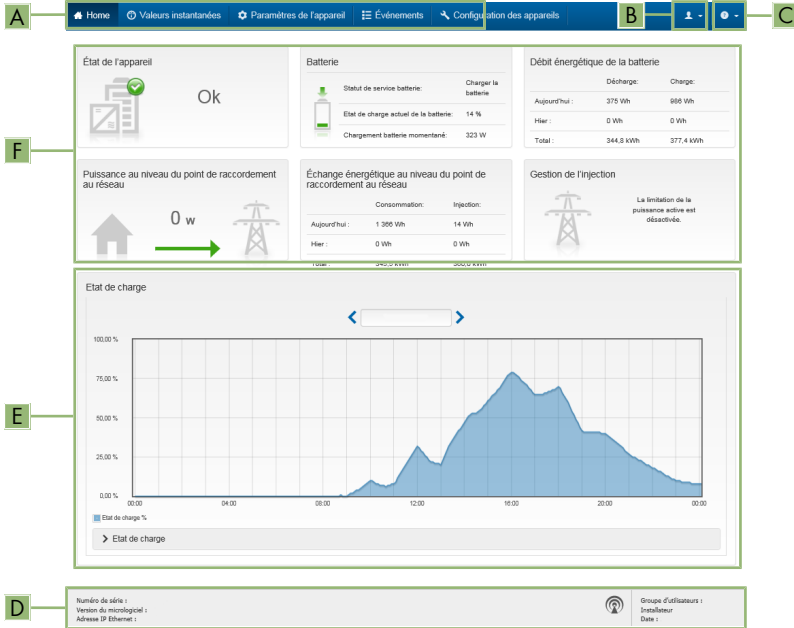 A
Home Valeurs instantanées Paramètres de l'appareil Événements Configuration des appareils
B
C
État de l'appareil
Ok
Batterie
Statut de service batterie: Charger la batterie
Etat de charge actuel de la batterie: 14 %
Chargement batterie momentané: 323 W
Débit énergétique de la batterie
Décharge: Charge:
Aujourd'hui : 375 Wh 986 Wh
Hier : 0 Wh 0 Wh
Total : 344,8 kWh 377,4 kWh
F
Puissance au niveau du point de raccordement
au réseau
0 w
Échange énergétique au niveau du point de
raccordement au réseau
Consommation: Injection:
Aujourd'hui : 1 366 Wh 14 Wh
Hier : 0 Wh 0 Wh
Gestion de l'injection
La limitation de la
puissance active est
désactivée.
Etat de charge
100,00 %
75,00 %
50,00 %
25,00 %
0,00 %
00:00 04:00 08:00 12:00 16:00 20:00 00:00
Etat de charge %
E
Etat de charge
D
Numéro de série :
Version du micrologiciel :
Adresse IP Ethernet :
Groupe d'utilisateurs :
Installateur
Date :